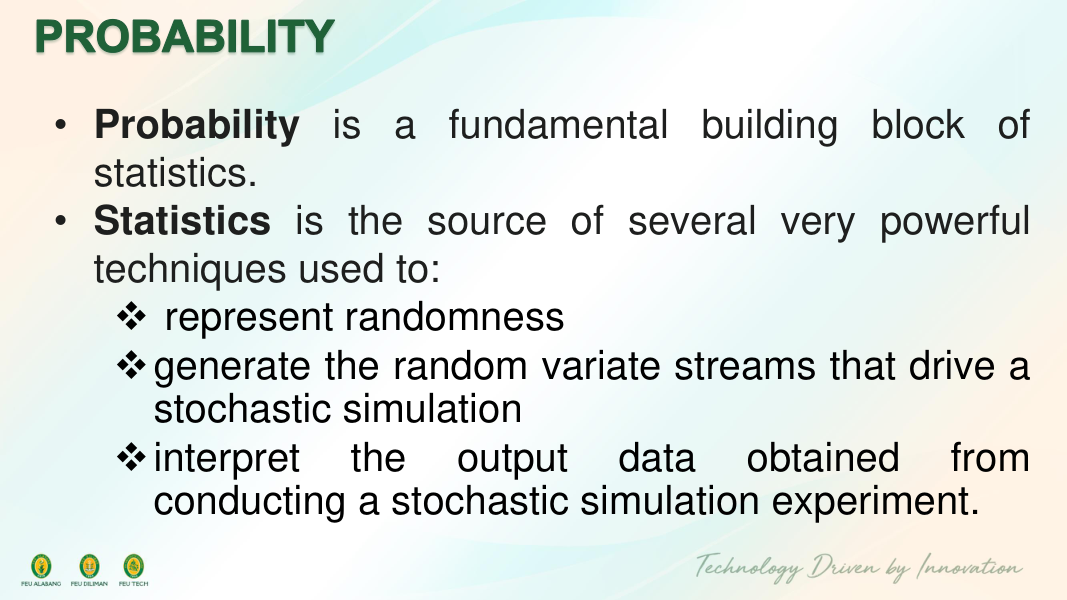 PROBABILITY
• Probability is a fundamental building block of
statistics.
• Statistics is the source of several very powerful
techniques used to:
❖ represent randomness
❖ generate the random variate streams that drive a
stochastic simulation
❖ interpret the output data obtained from
conducting a stochastic simulation experiment.
FEU ALABANG FEU DILIMAN FEU TECH
Technology Driven by Innovation